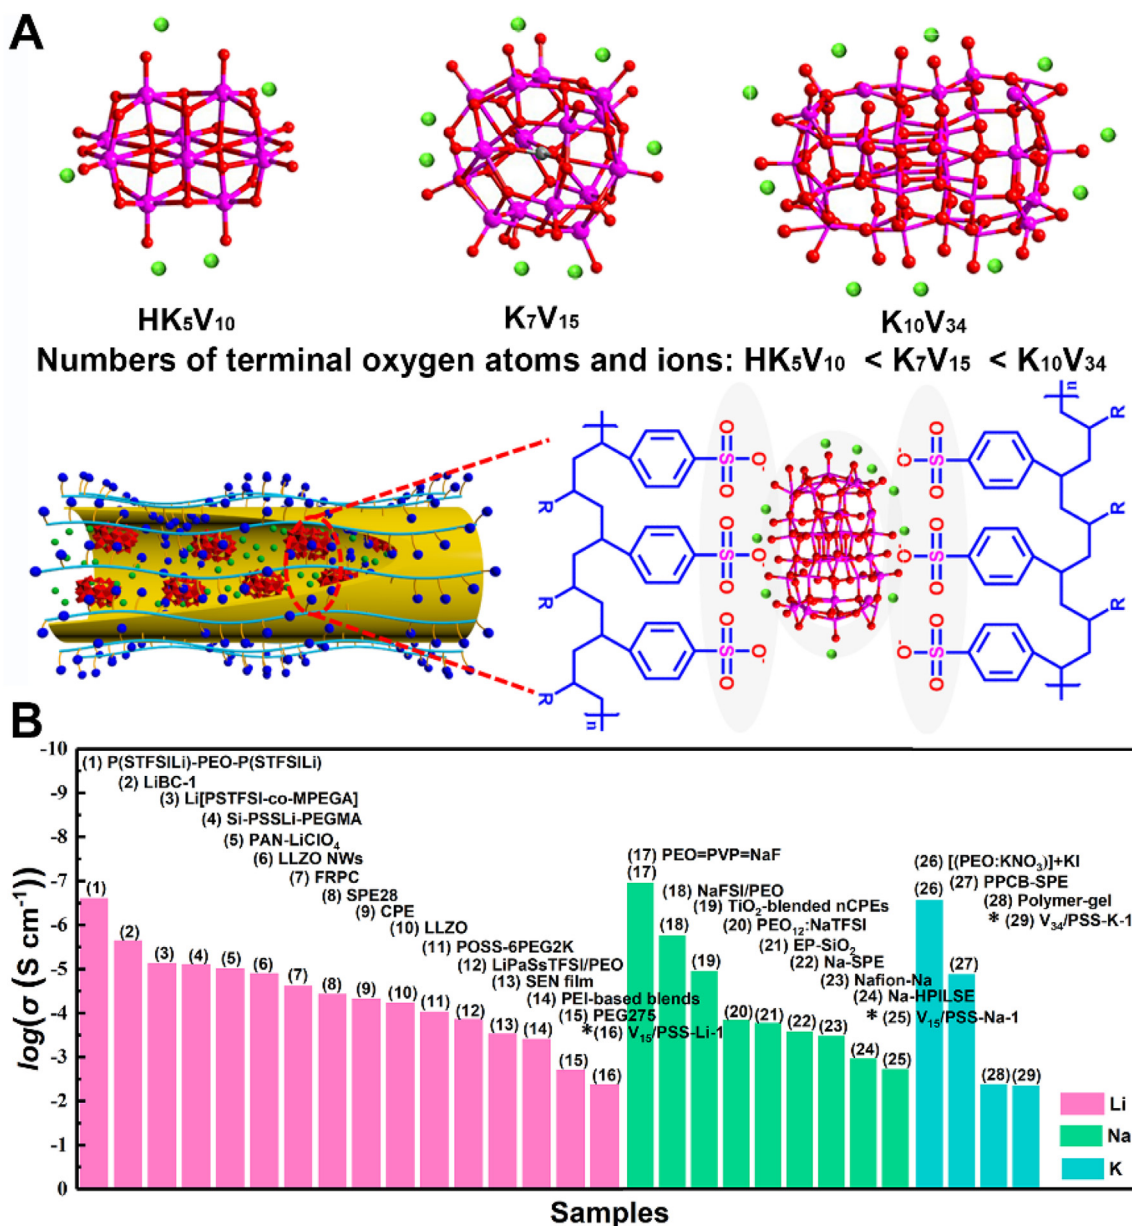 A
HK₅V₁₀
K₇V₁₅
K₁₀V₃₄
Numbers of terminal oxygen atoms and ions: HK₅V₁₀ < K₇V₁₅ < K₁₀V₃₄
]n
R
O
S
O
O⁻
O
S
O
O⁻
R
O
S
O
O⁻
O
S
O
O⁻
R
R
O
S
O
O⁻
O
S
O
O⁻
R
]n
R
]n
B
-10
-9
-8
-7
-6
-5
-4
-3
-2
-1
0
log(σ (S cm⁻¹))
(1) P(STFSILi)-PEO-P(STFSILi)
(2) LiBC-1
(3) Li[PSTFSI-co-MPEGA]
(4) Si-PSSLi-PEGMA
(5) PAN-LiClO₄
(6) LLZO NWs
(7) FRPC
(8) SPE28
(9) CPE
(10) LLZO
(11) POSS-6PEG2K
(12) LiPaSsTFSI/PEO
(13) SEN film
(14) PEI-based blends
(15) PEG275
*(16) V₁₅/PSS-Li-1
(17) PEO=PVP=NaF
(18) NaFSI/PEO
(19) TiO₂-blended nCPEs
(20) PEO₁₂:NaTFSI
(21) EP-SiO₂
(22) Na-SPE
(23) Nafion-Na
(24) Na-HPILSE
*(25) V₁₅/PSS-Na-1
(26) [(PEO:KNO₃)]+KI
(27) PPCB-SPE
(28) Polymer-gel
*(29) V₃₄/PSS-K-1
(1)
(2)
(3)
(4)
(5)
(6)
(7)
(8)
(9)
(10)
(11)
(12)
(13)
(14)
(15)
(16)
(17)
(18)
(19)
(20)
(21)
(22)
(23)
(24)
(25)
(26)
(27)
(28)
(29)
Li
Na
K
Samples